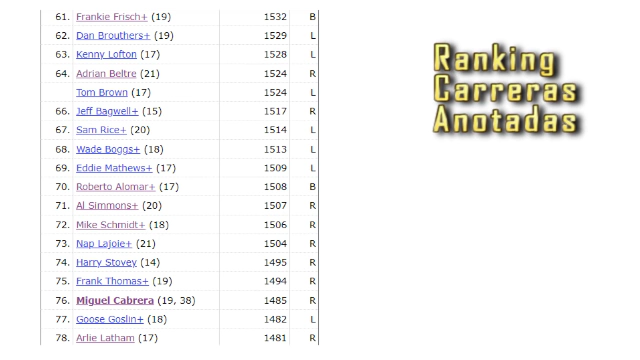 61. Frankie Frisch+ (19) 1532 B
62. Dan Brouthers+ (19) 1529 L
63. Kenny Lofton (17) 1528 L
64. Adrian Beltre (21) 1524 R
Tom Brown (17) 1524 L
66. Jeff Bagwell+ (15) 1517 R
67. Sam Rice+ (20) 1514 L
68. Wade Boggs+ (18) 1513 L
69. Eddie Mathews+ (17) 1509 L
70. Roberto Alomar+ (17) 1508 B
71. Al Simmons+ (20) 1507 R
72. Mike Schmidt+ (18) 1506 R
73. Nap Lajoie+ (21) 1504 R
74. Harry Stovey (14) 1495 R
75. Frank Thomas+ (19) 1494 R
76. Miguel Cabrera (19, 38) 1485 R
77. Goose Goslin+ (18) 1482 L
78. Arlie Latham (17) 1481 R
Ranking
Carreras
Anotadas